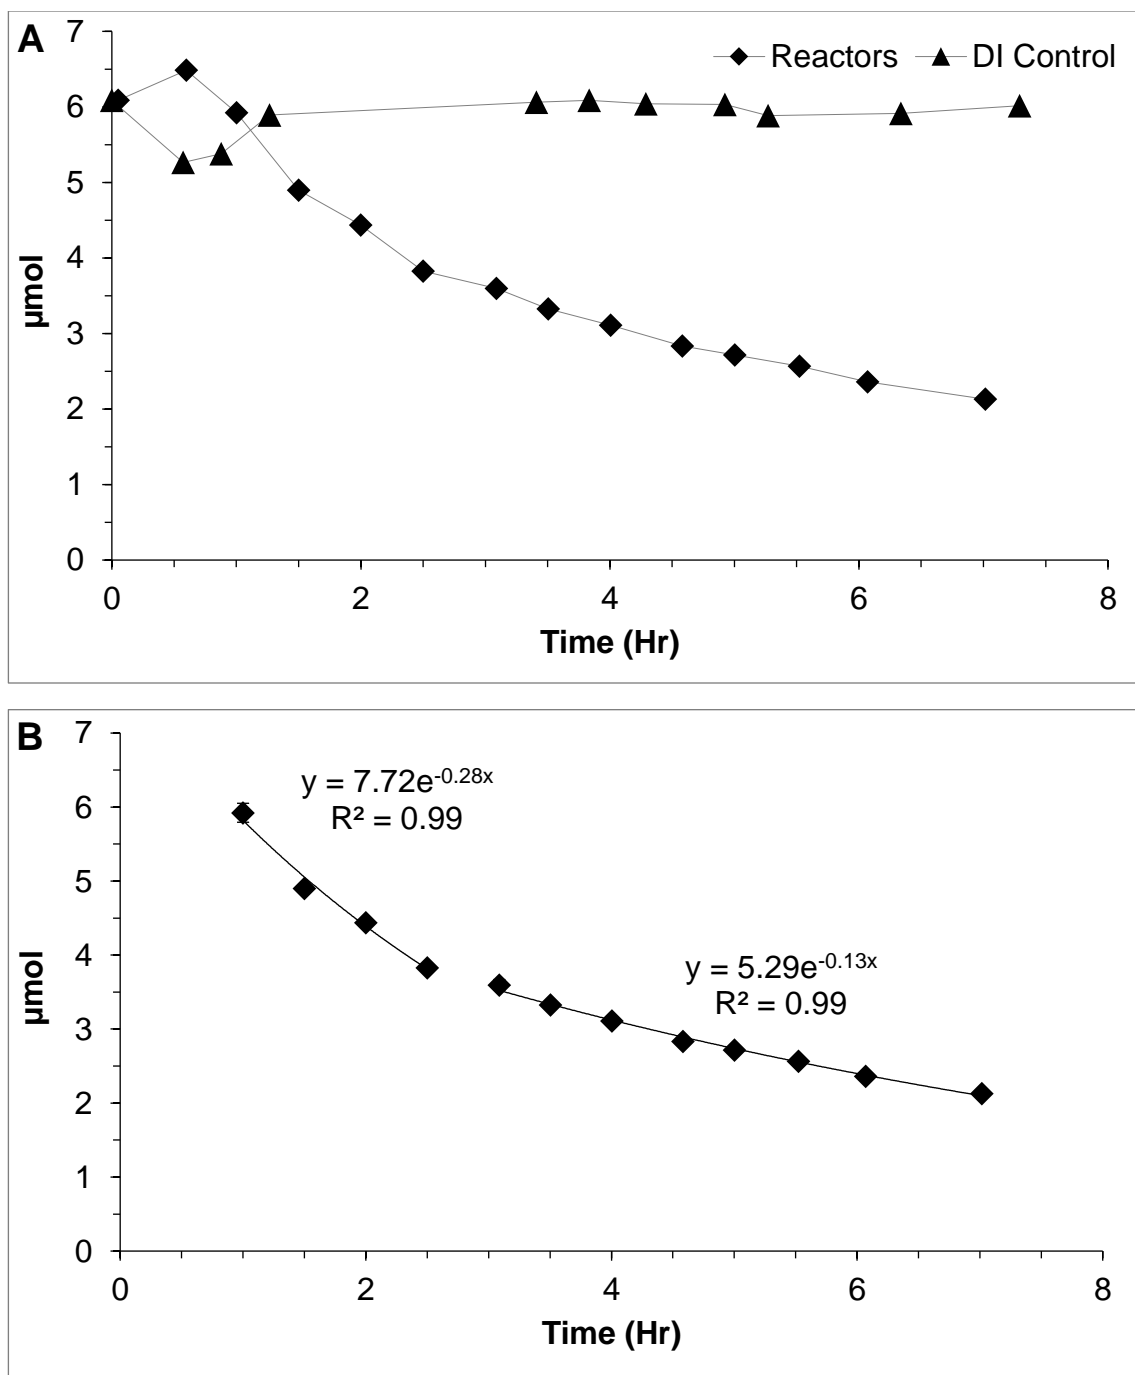 A
Reactors DI Control
7
6
5
4
3
2
1
0
µmol
0 2 4 6 8
Time (Hr)
B
7
6
5
4
3
2
1
0
µmol
y = 7.72e^-0.28x
R² = 0.99
y = 5.29e^-0.13x
R² = 0.99
0 2 4 6 8
Time (Hr)